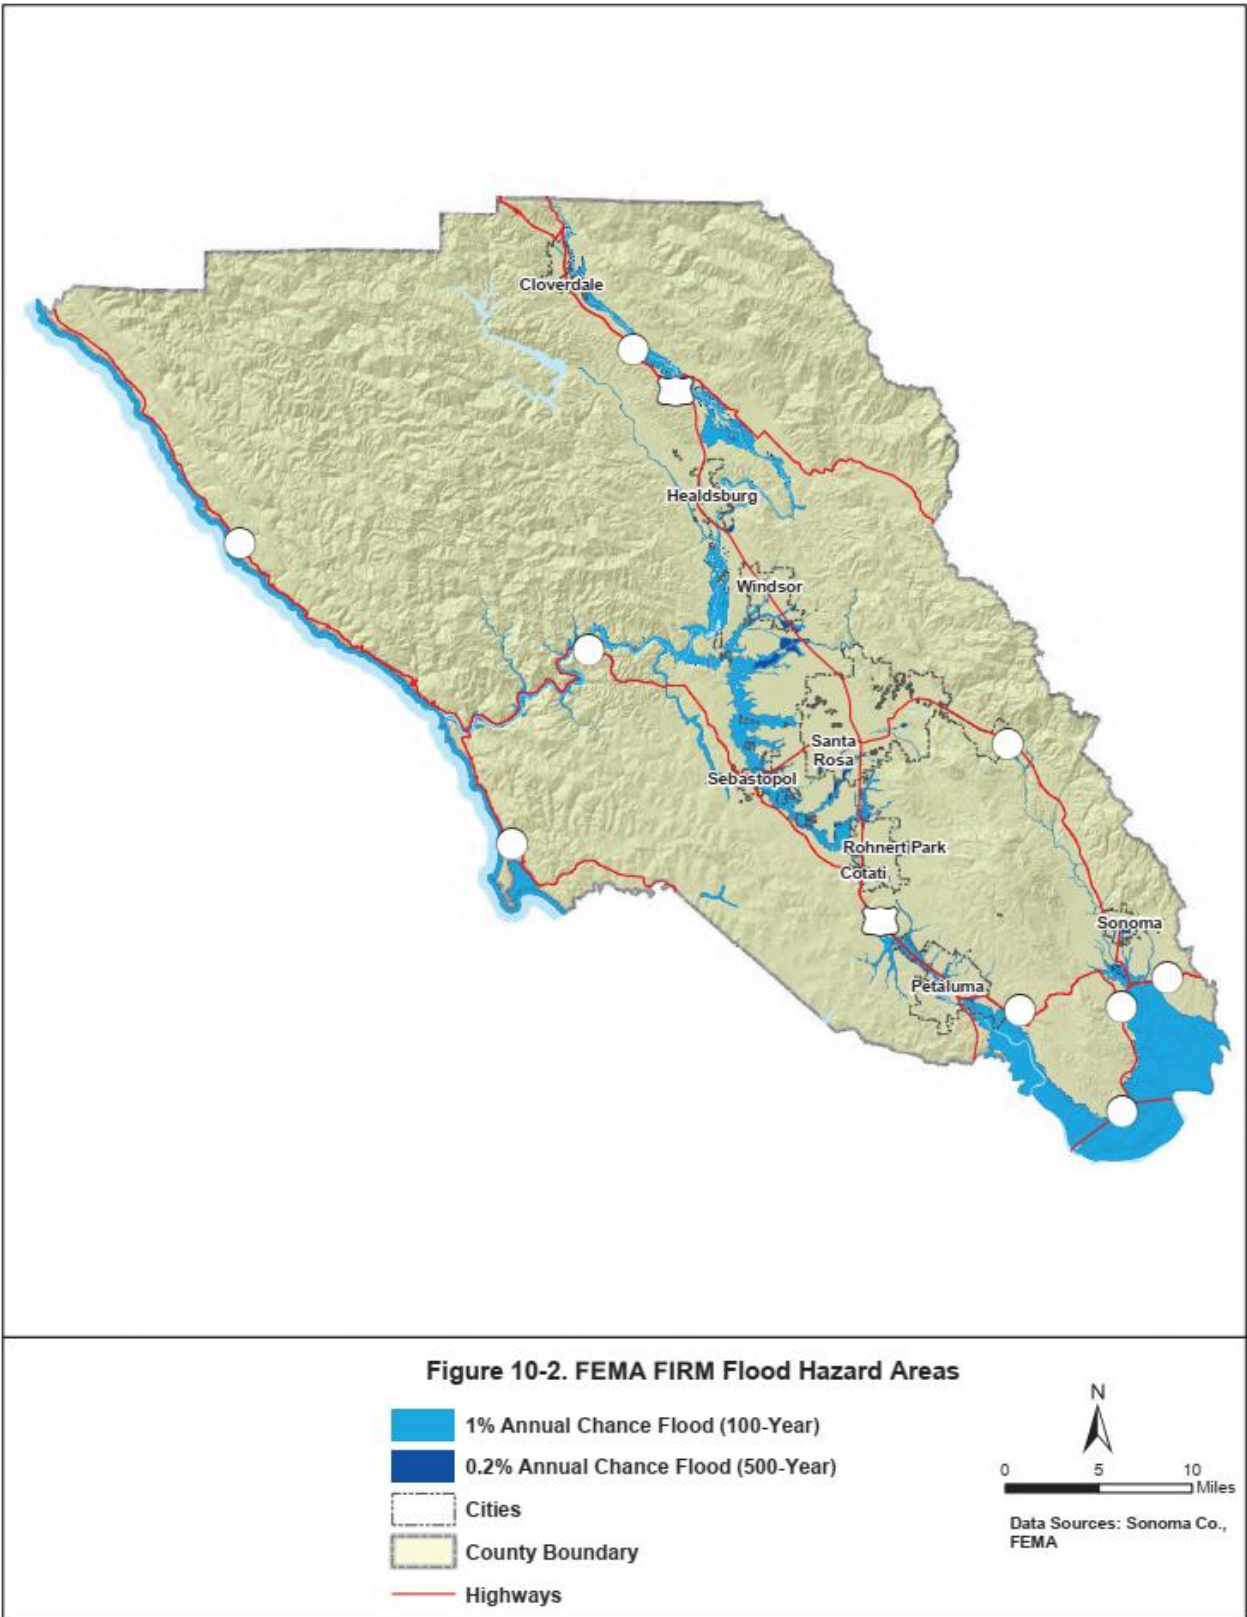 Cloverdale
Healdsburg
Windsor
Santa
Rosa
Sebastopol
Rohnert Park
Cotati
Sonoma
Petaluma
Figure 10-2. FEMA FIRM Flood Hazard Areas
1% Annual Chance Flood (100-Year)
0.2% Annual Chance Flood (500-Year)
Cities
County Boundary
Highways
N
0 5 10
Miles
Data Sources: Sonoma Co.,
FEMA